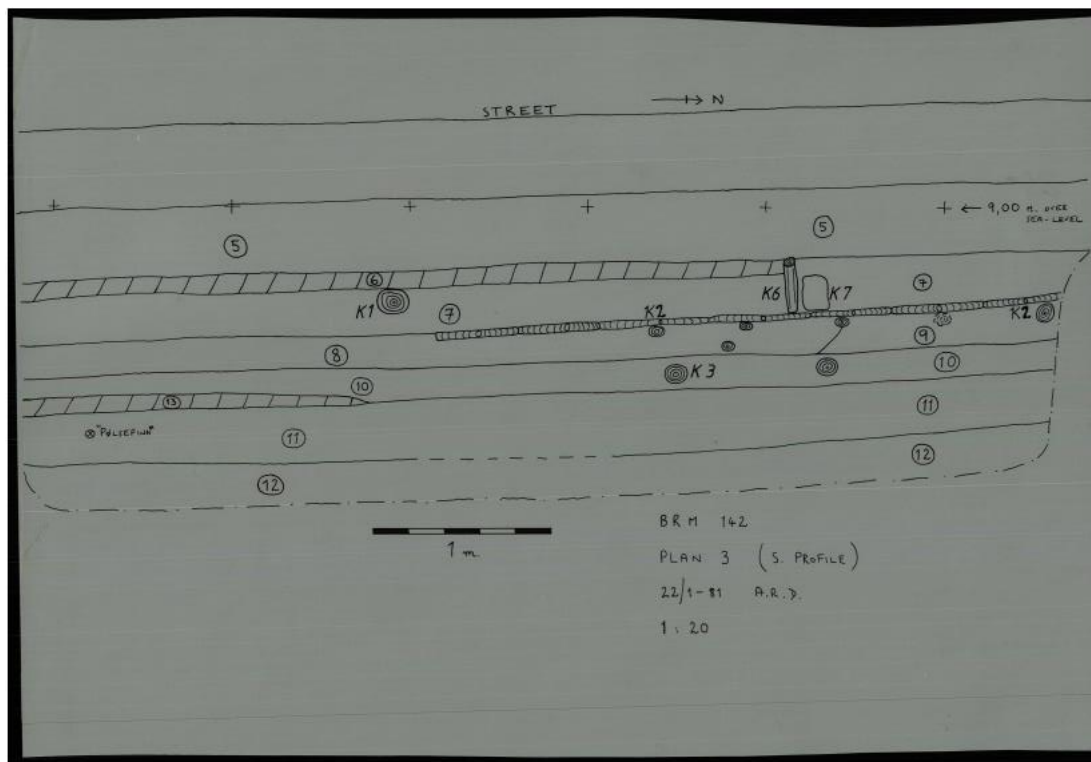 STREET → N
← 9,00 M. OVER
SEA-LEVEL
5 5
6
K1 7 K2 K6 K7 7 K2
8 9
10 K3 10
13
"PØLSEPINN" 11 11
12 12
1 m.
BRM 142
PLAN 3 (S. PROFILE)
22/1-81 A.R.D.
1:20